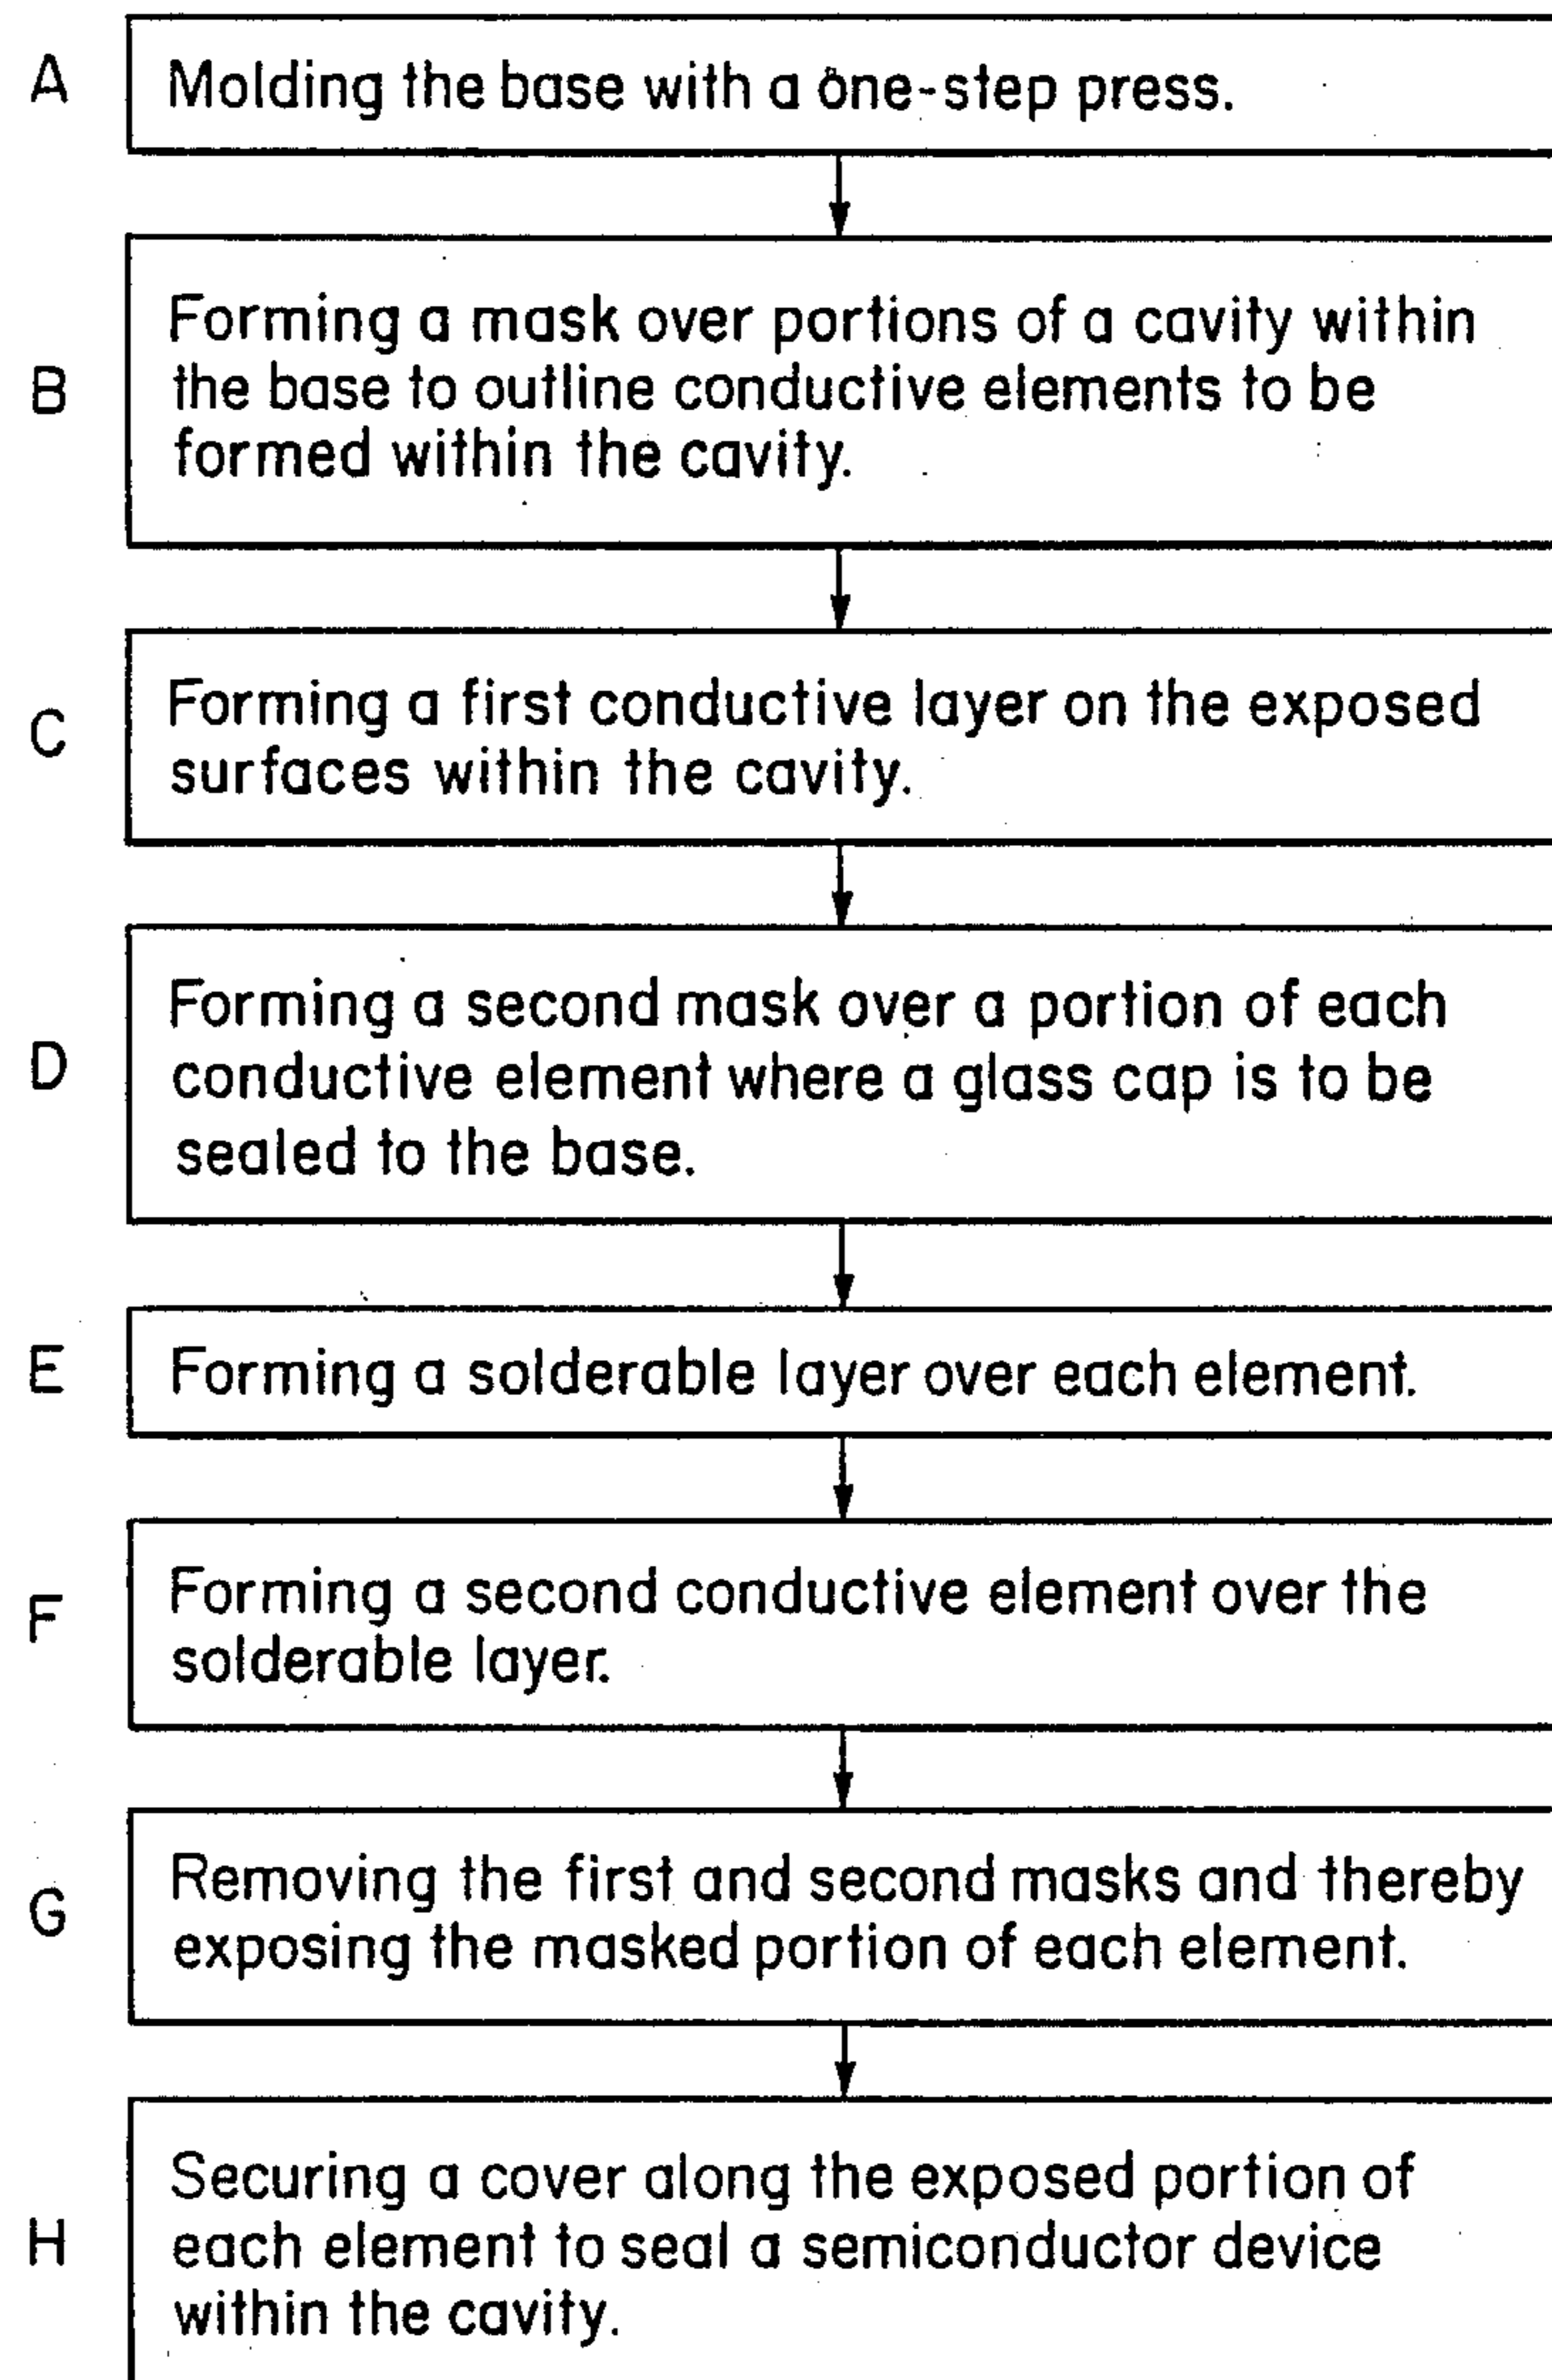 A
Molding the base with a one-step press.
B
Forming a mask over portions of a cavity within
the base to outline conductive elements to be
formed within the cavity.
C
Forming a first conductive layer on the exposed
surfaces within the cavity.
D
Forming a second mask over a portion of each
conductive element where a glass cap is to be
sealed to the base.
E
Forming a solderable layer over each element.
F
Forming a second conductive element over the
solderable layer.
G
Removing the first and second masks and thereby
exposing the masked portion of each element.
H
Securing a cover along the exposed portion of
each element to seal a semiconductor device
within the cavity.